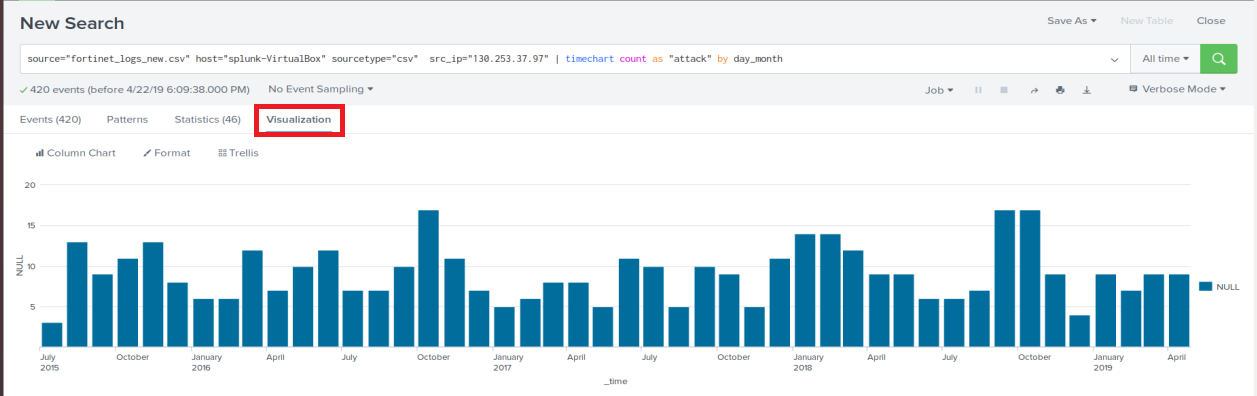 New Search
Save As ▾ New Table Close
source="fortinet_logs_new.csv" host="splunk-VirtualBox" sourcetype="csv"  src_ip="130.253.37.97" | timechart count as "attack" by day_month
All time ▾
✓ 420 events (before 4/22/19 6:09:38.000 PM) No Event Sampling ▾
Job ▾ Verbose Mode ▾
Events (420) Patterns Statistics (46) Visualization
Column Chart Format Trellis
20
15
10
5
NULL
NULL
July October January April July October January April July October January April July October January April
2015 2016 2017 2018 2019
_time